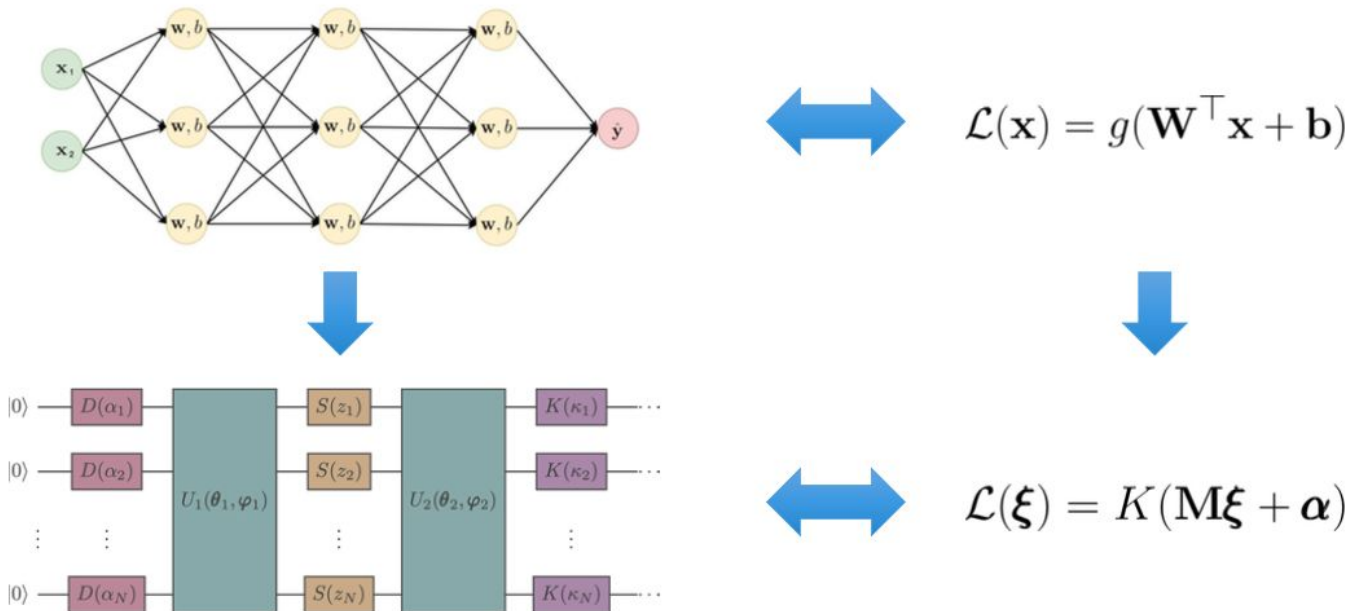 w, b w, b w, b
x₁
w, b w, b w, b ŷ
x₂
w, b w, b w, b
ℒ(x) = g(W⊤x + b)
|0⟩ D(α₁) S(z₁) K(κ₁) ···
|0⟩ D(α₂) S(z₂) K(κ₂) ···
U₁(θ₁, φ₁) U₂(θ₂, φ₂)
⋮ ⋮ ⋮ ⋮
|0⟩ D(α_N) S(z_N) K(κ_N) ···
ℒ(ξ) = K(Mξ + α)